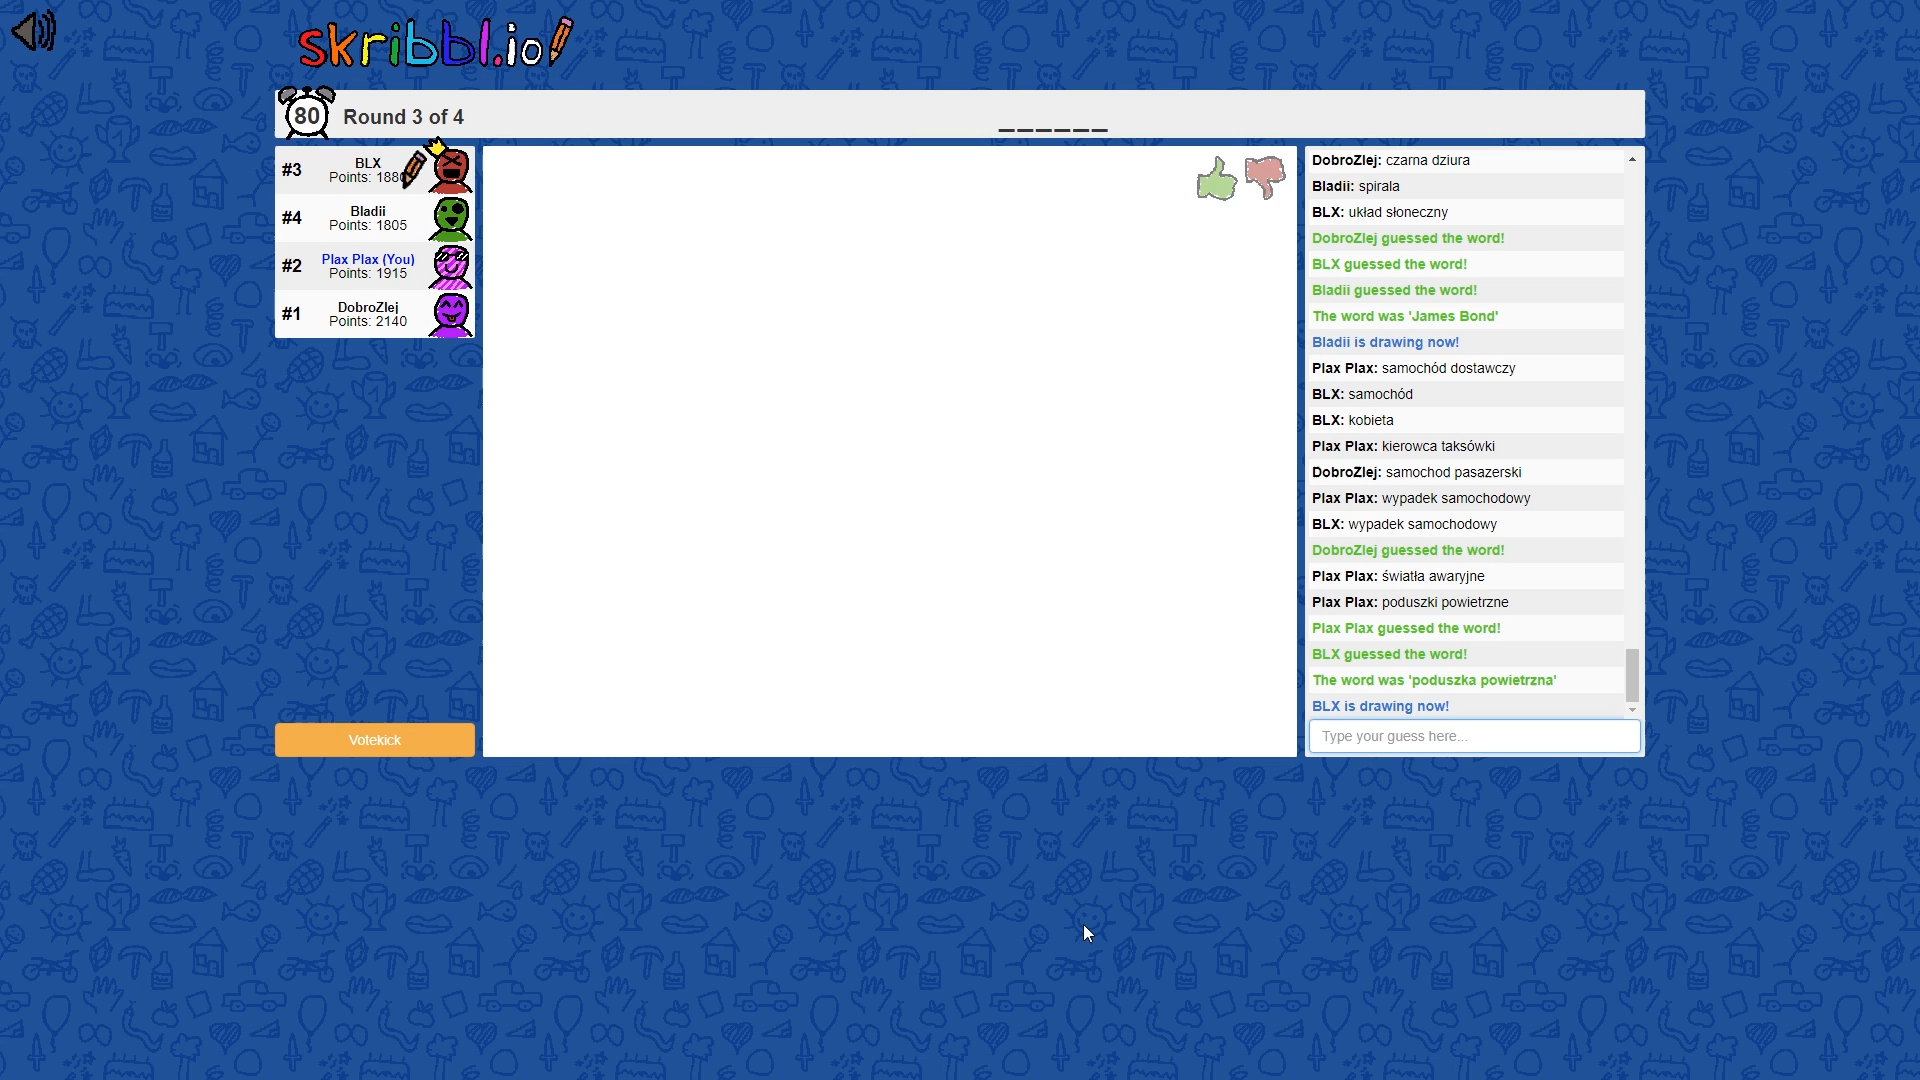 skribbl.io
80
Round 3 of 4
______
#3
BLX
Points: 1880
#4
Bladii
Points: 1805
#2
Plax Plax (You)
Points: 1915
#1
DobroZlej
Points: 2140
Votekick
DobroZlej: czarna dziura
Bladii: spirala
BLX: układ słoneczny
DobroZlej guessed the word!
BLX guessed the word!
Bladii guessed the word!
The word was 'James Bond'
Bladii is drawing now!
Plax Plax: samochód dostawczy
BLX: samochód
BLX: kobieta
Plax Plax: kierowca taksówki
DobroZlej: samochod pasazerski
Plax Plax: wypadek samochodowy
BLX: wypadek samochodowy
DobroZlej guessed the word!
Plax Plax: światła awaryjne
Plax Plax: poduszki powietrzne
Plax Plax guessed the word!
BLX guessed the word!
The word was 'poduszka powietrzna'
BLX is drawing now!
Type your guess here...